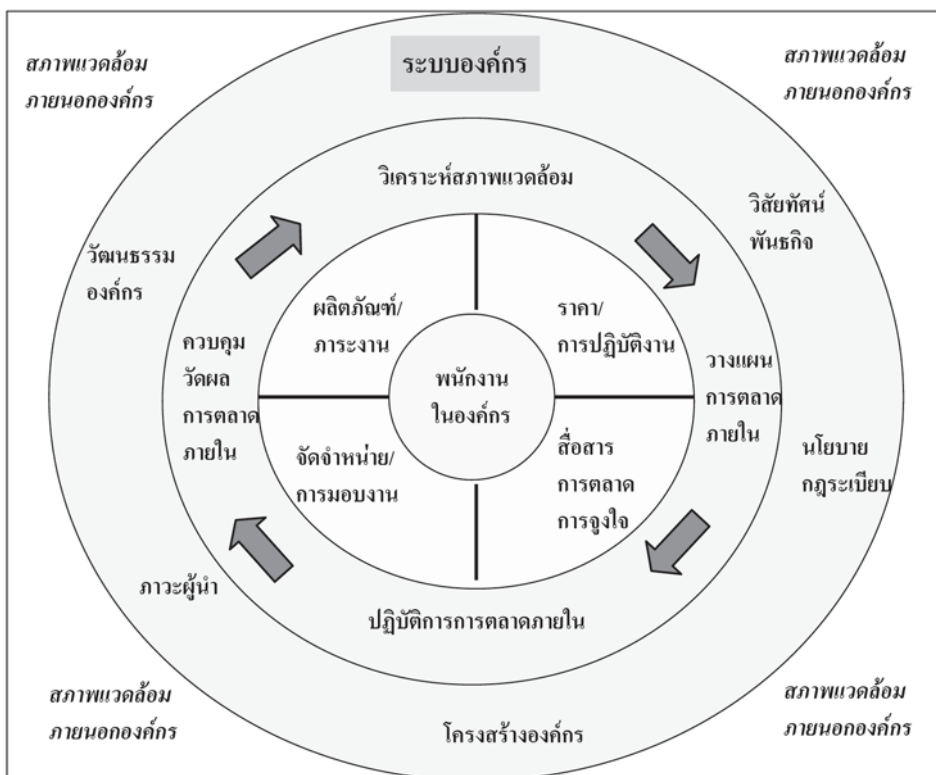 สภาพแวดล้อม
ภายนอกองค์กร
ระบบองค์กร
สภาพแวดล้อม
ภายนอกองค์กร
วิเคราะห์สภาพแวดล้อม
วิสัยทัศน์
พันธกิจ
วัฒนธรรม
องค์กร
ผลิตภัณฑ์/
ภาระงาน
ราคา/
การปฏิบัติงาน
ควบคุม
วัดผล
การตลาด
ภายใน
พนักงาน
ในองค์กร
วางแผน
การตลาด
ภายใน
จัดจำหน่าย/
การมอบงาน
สื่อสาร
การตลาด
การจูงใจ
นโยบาย
กฎระเบียบ
ภาวะผู้นำ
ปฏิบัติการการตลาดภายใน
สภาพแวดล้อม
ภายนอกองค์กร
โครงสร้างองค์กร
สภาพแวดล้อม
ภายนอกองค์กร